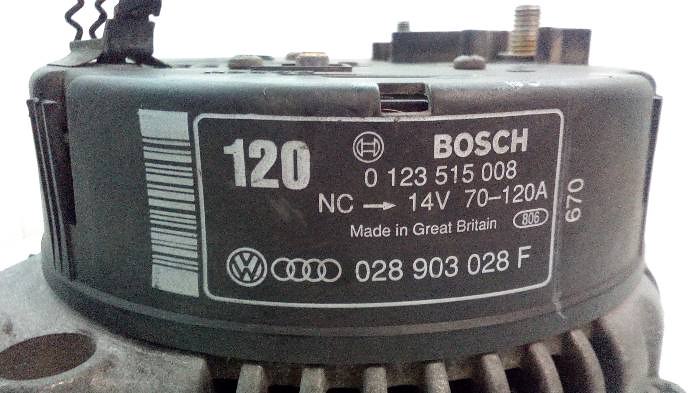 120
BOSCH
0 123 515 008
NC → 14V 70-120A
Made in Great Britain 806
028 903 028 F
670